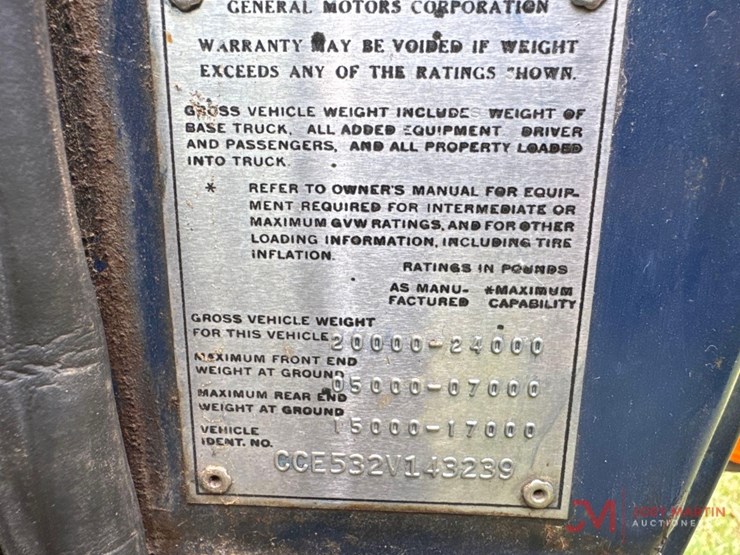 GENERAL MOTORS CORPORATION
WARRANTY MAY BE VOIDED IF WEIGHT
EXCEEDS ANY OF THE RATINGS SHOWN.
GROSS VEHICLE WEIGHT INCLUDES WEIGHT OF
BASE TRUCK, ALL ADDED EQUIPMENT DRIVER
AND PASSENGERS, AND ALL PROPERTY LOADED
INTO TRUCK.
* REFER TO OWNER'S MANUAL FOR EQUIP-
MENT REQUIRED FOR INTERMEDIATE OR
MAXIMUM GVW RATINGS, AND FOR OTHER
LOADING INFORMATION, INCLUDING TIRE
INFLATION.
RATINGS IN POUNDS
AS MANU- *MAXIMUM
FACTURED CAPABILITY
GROSS VEHICLE WEIGHT
FOR THIS VEHICLE 20000-24000
MAXIMUM FRONT END
WEIGHT AT GROUND 05000-07000
MAXIMUM REAR END
WEIGHT AT GROUND 15000-17000
VEHICLE
IDENT. NO. CCE532V143239
MARTIN
AUCTIONEERS